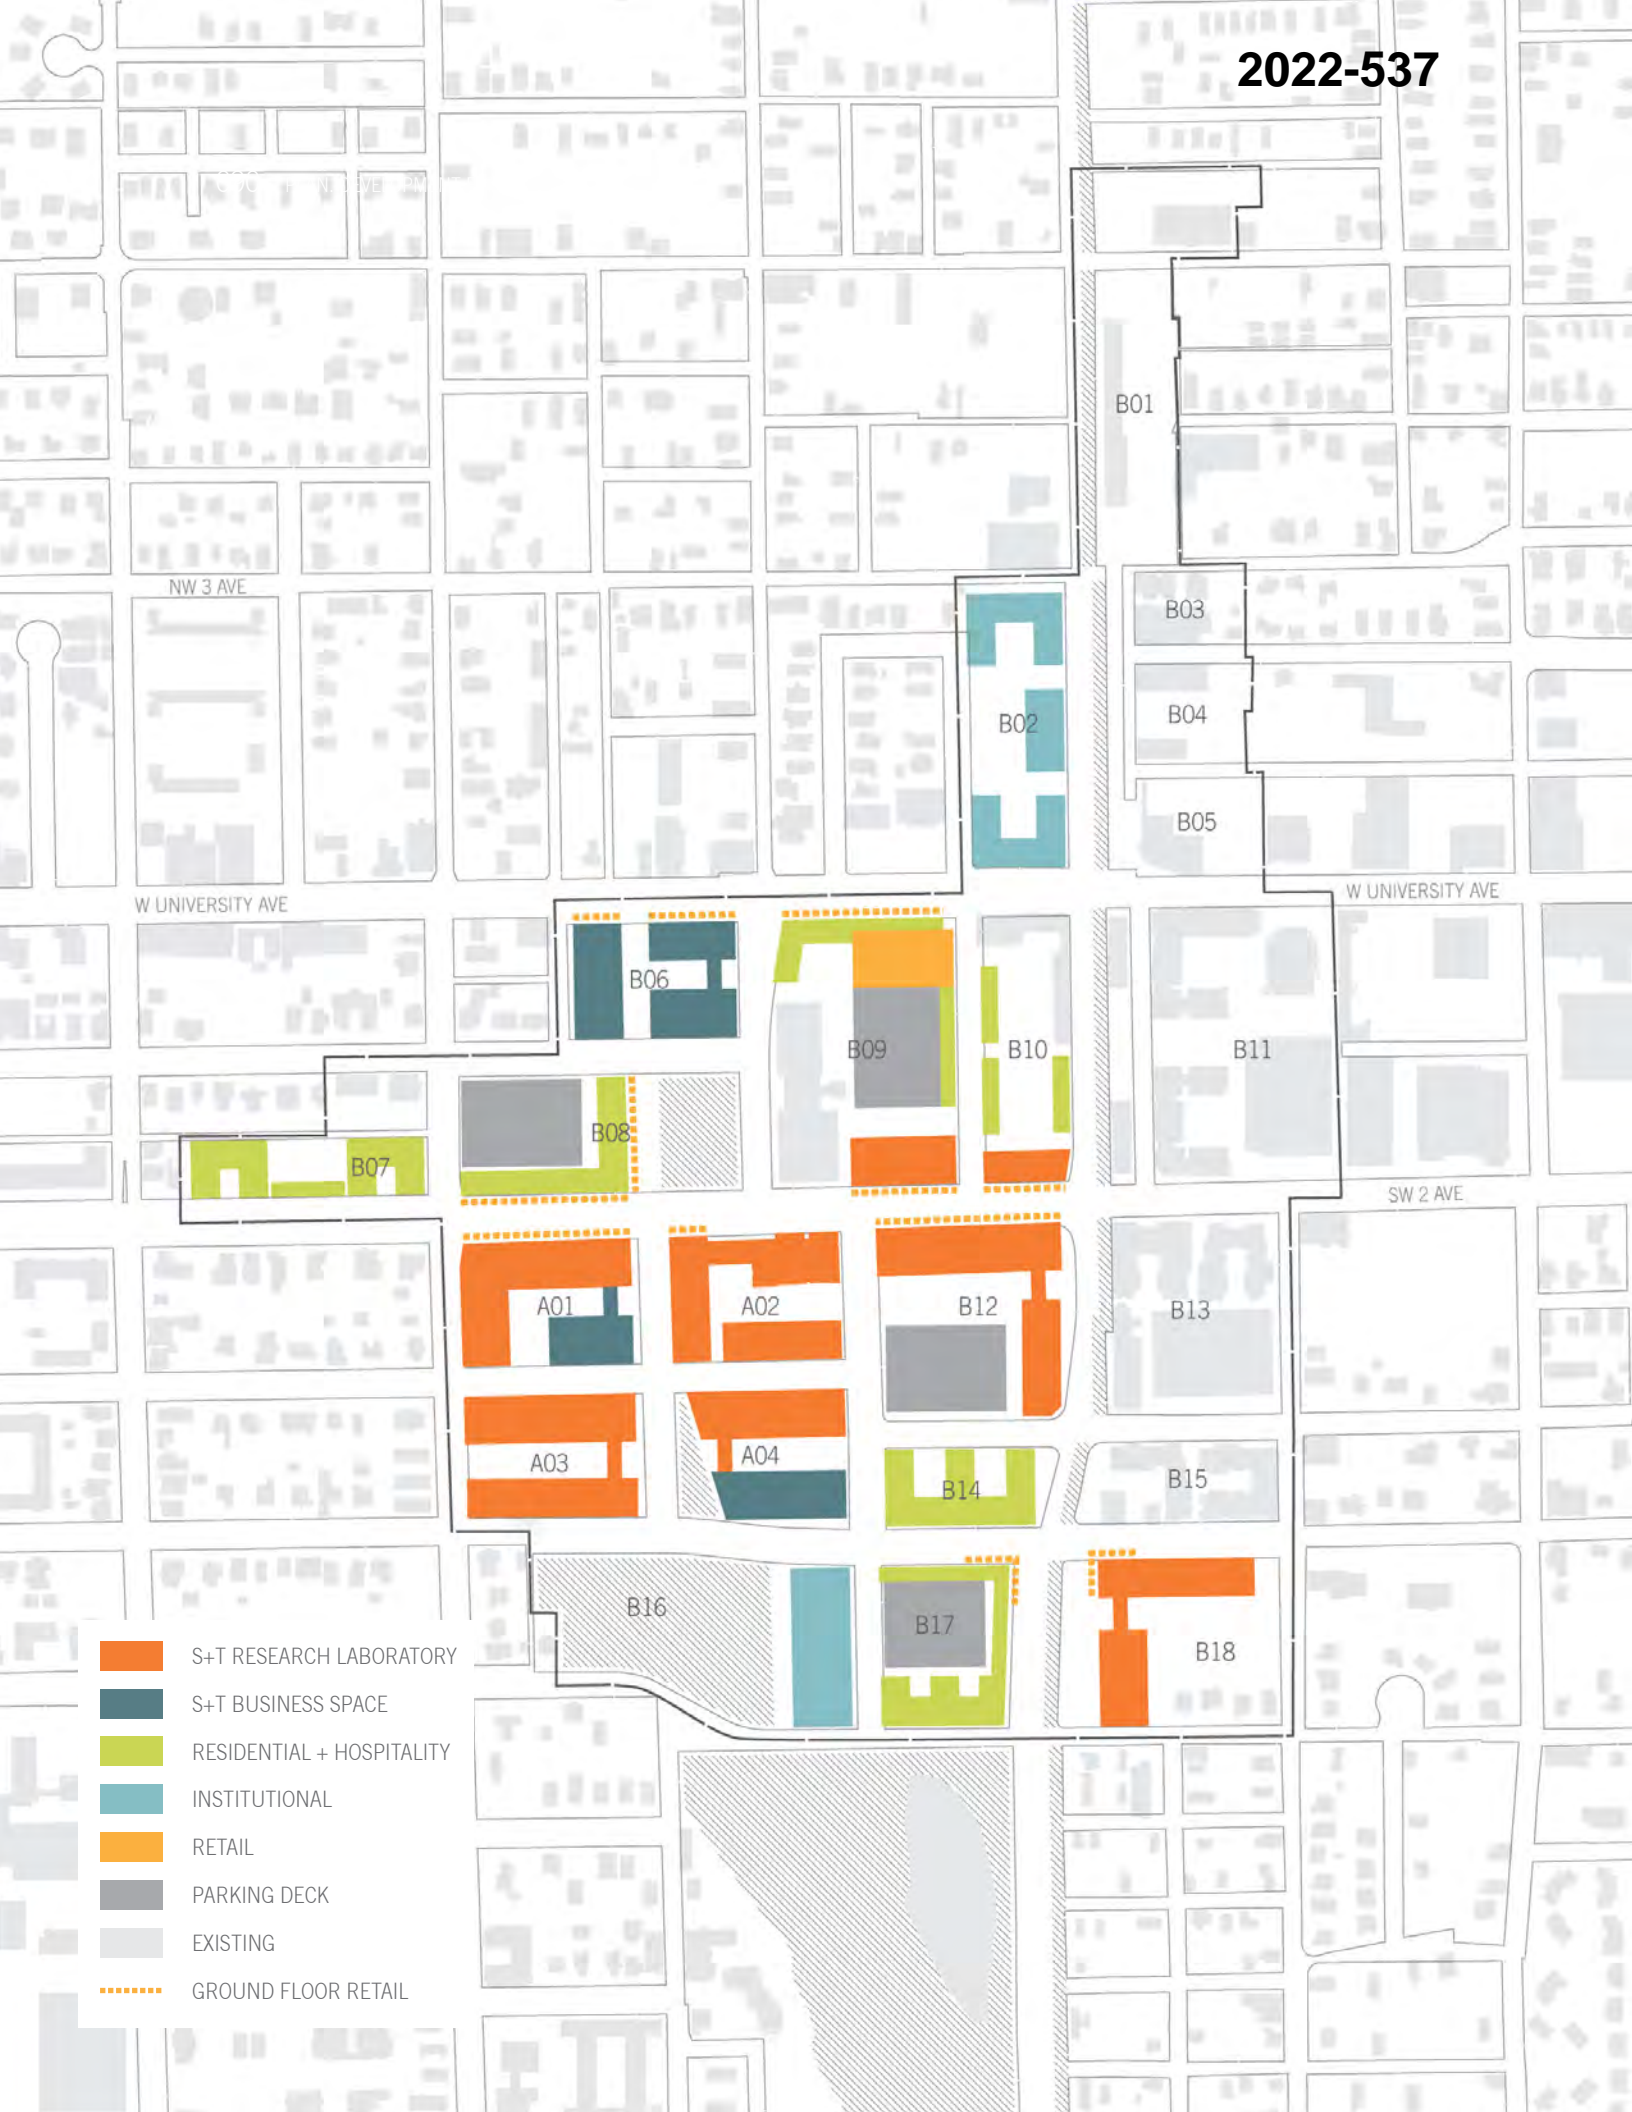 2022-537
B01
NW 3 AVE
B03
B02
B04
B05
W UNIVERSITY AVE
W UNIVERSITY AVE
B06
B09
B10
B11
B08
B07
SW 2 AVE
A01
A02
B12
B13
A03
A04
B14
B15
B16
B17
B18
S+T RESEARCH LABORATORY
S+T BUSINESS SPACE
RESIDENTIAL + HOSPITALITY
INSTITUTIONAL
RETAIL
PARKING DECK
EXISTING
GROUND FLOOR RETAIL